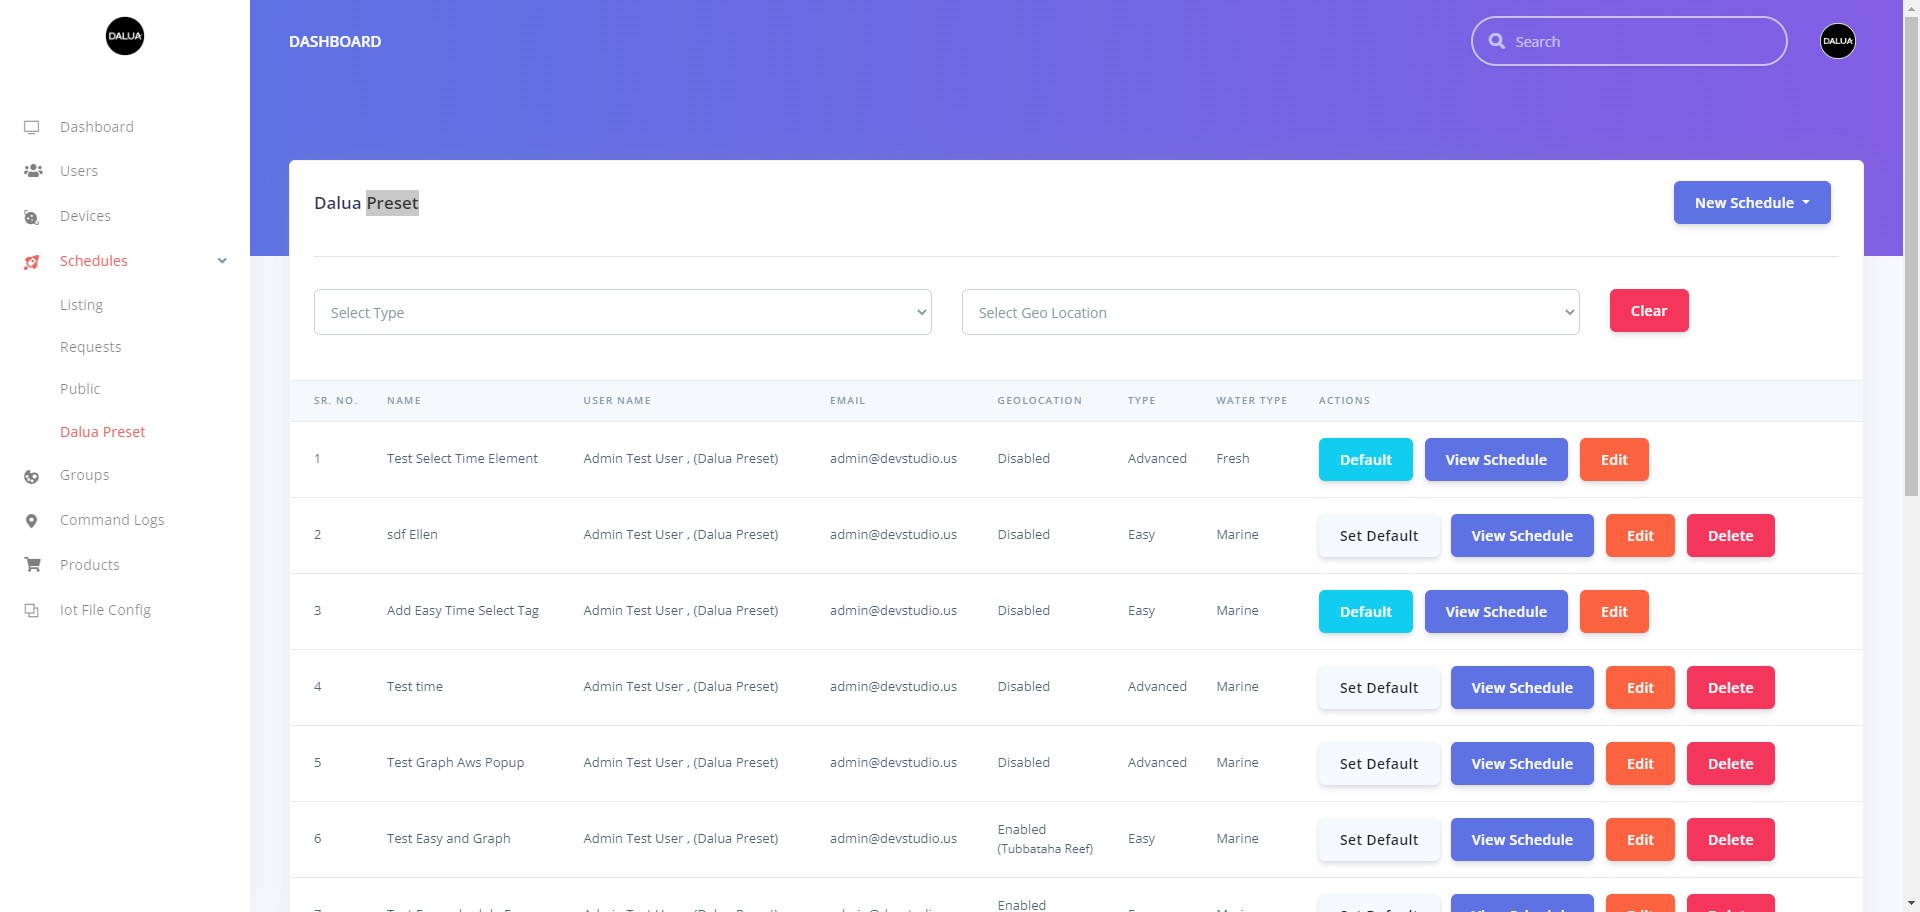 DALUA
DASHBOARD
Search
DALUA
Dashboard
Users
Devices
Schedules
Listing
Requests
Public
Dalua Preset
Groups
Command Logs
Products
Iot File Config
Dalua Preset
New Schedule
Select Type
Select Geo Location
Clear
SR. NO. NAME USER NAME EMAIL GEOLOCATION TYPE WATER TYPE ACTIONS
1 Test Select Time Element Admin Test User , (Dalua Preset) admin@devstudio.us Disabled Advanced Fresh Default View Schedule Edit
2 sdf Ellen Admin Test User , (Dalua Preset) admin@devstudio.us Disabled Easy Marine Set Default View Schedule Edit Delete
3 Add Easy Time Select Tag Admin Test User , (Dalua Preset) admin@devstudio.us Disabled Easy Marine Default View Schedule Edit
4 Test time Admin Test User , (Dalua Preset) admin@devstudio.us Disabled Advanced Marine Set Default View Schedule Edit Delete
5 Test Graph Aws Popup Admin Test User , (Dalua Preset) admin@devstudio.us Disabled Advanced Marine Set Default View Schedule Edit Delete
6 Test Easy and Graph Admin Test User , (Dalua Preset) admin@devstudio.us Enabled
(Tubbataha Reef) Easy Marine Set Default View Schedule Edit Delete
Enabled